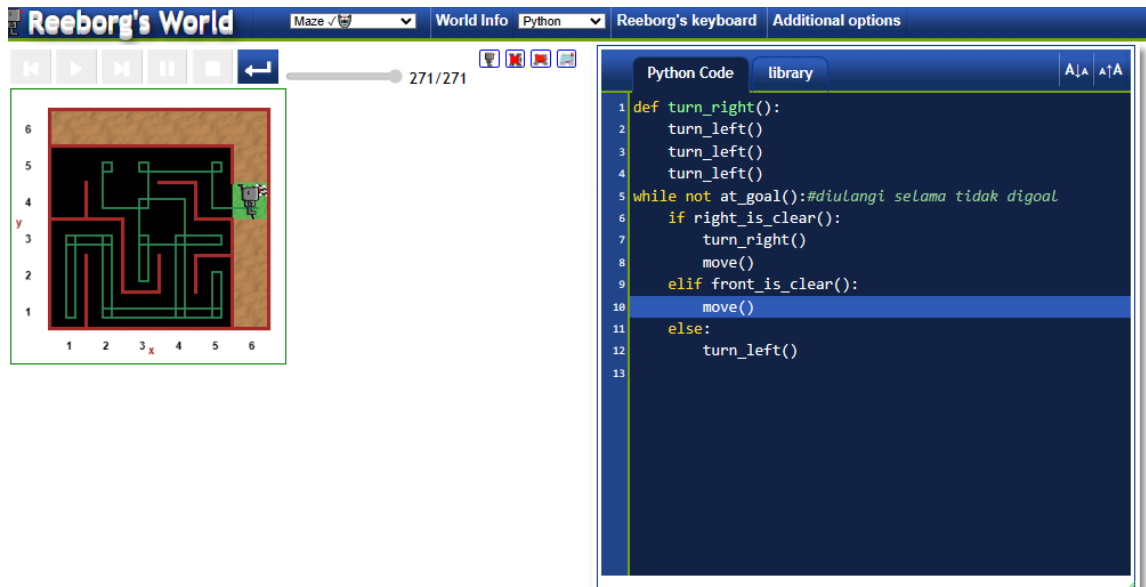 Reeborg's World Maze ✓ World Info Python Reeborg's keyboard Additional options
271/271
Python Code library A↓A A↑A
1 def turn_right():
2 turn_left()
3 turn_left()
4 turn_left()
5 while not at_goal():#diulangi selama tidak digoal
6 if right_is_clear():
7 turn_right()
8 move()
9 elif front_is_clear():
10 move()
11 else:
12 turn_left()
13
6
5
4
y
3
2
1
1 2 3 x 4 5 6